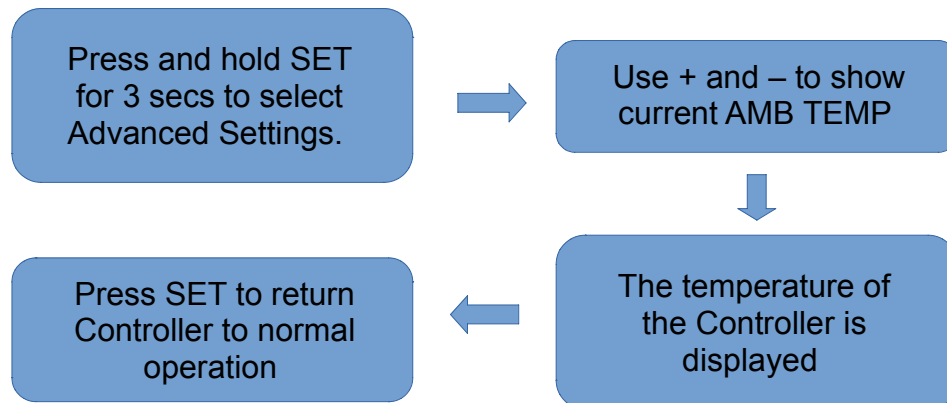 Press and hold SET
for 3 secs to select
Advanced Settings.
Use + and – to show
current AMB TEMP
The temperature of
the Controller is
displayed
Press SET to return
Controller to normal
operation